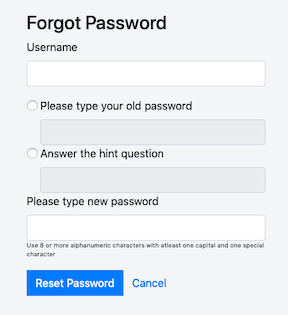 Forgot Password
Username
Please type your old password
Answer the hint question
Please type new password
Use 8 or more alphanumeric characters with atleast one capital and one special
character
Reset Password Cancel